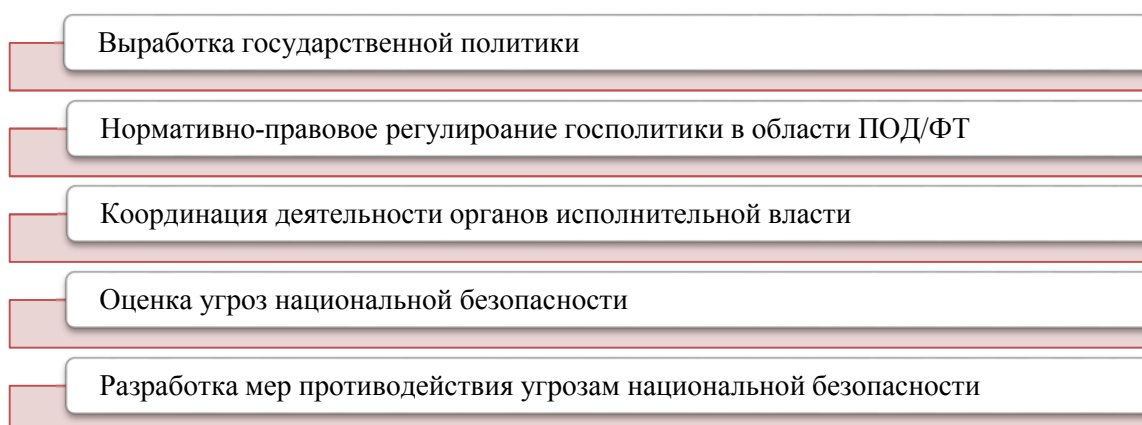 Выработка государственной политики
Нормативно-правовое регулироание госполитики в области ПОД/ФТ
Координация деятельности органов исполнительной власти
Оценка угроз национальной безопасности
Разработка мер противодействия угрозам национальной безопасности